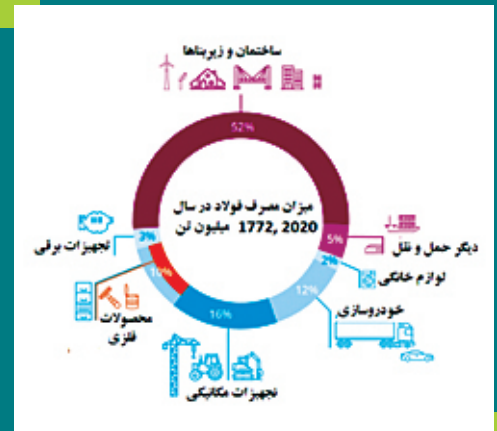 ساختمان و زیربناها
52%
میزان مصرف فولاد در سال
2020 ,1772 میلیون تن
5%
دیگر حمل و نقل
2%
لوازم خانگی
12%
خودروسازی
16%
تجهیزات مکانیکی
10%
محصولات
فلزی
3%
تجهیزات برقی